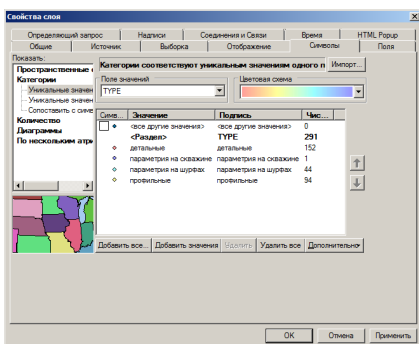 Свойства слоя
Определяющий запрос Надписи Соединения и Связи Время HTML Popup
Общие Источник Выборка Отображение Символы Поля
Показать:
Пространственные
Категории
Уникальные значен
Уникальные значен
Сопоставить с симв
Количество
Диаграммы
По нескольким атри
Категории соответствуют уникальным значениям одного п
Импорт...
Поле значений
TYPE
Цветовая схема
Симв... Значение Подпись Чис...
<все другие значения> <все другие значения> 0
<Раздел> TYPE 291
детальные детальные 152
параметрия на скважине параметрия на скважине 1
параметрия на шурфах параметрия на шурфах 44
профильные профильные 94
Добавить все... Добавить значения Удалить Удалить все Дополнительно
OK Отмена Применить